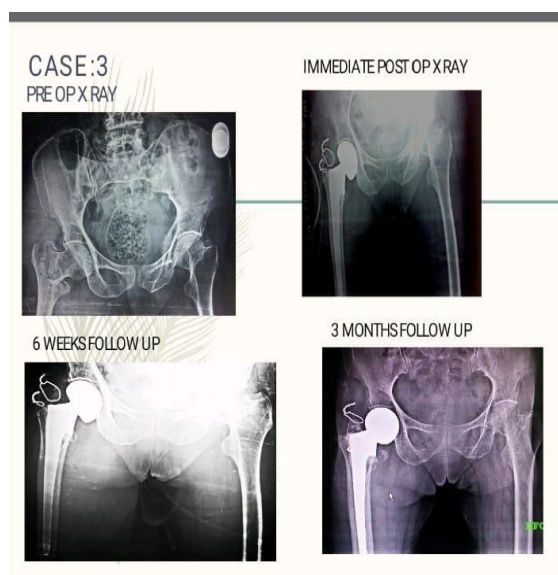 CASE:3
PRE OP X RAY
IMMEDIATE POST OP X RAY
6 WEEKS FOLLOW UP
3 MONTHS FOLLOW UP